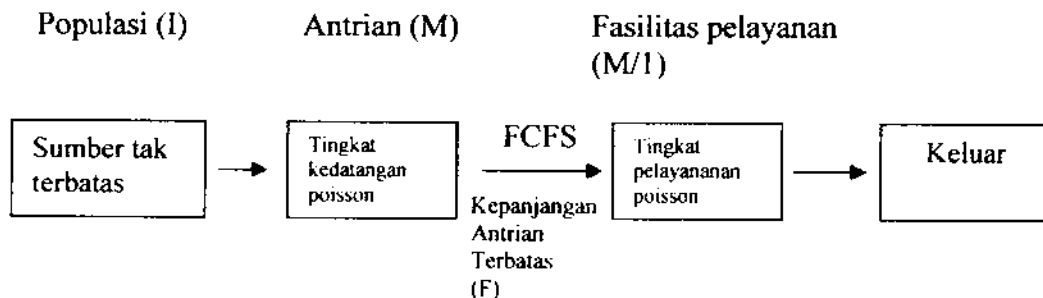 Populasi (I)
Antrian (M)
Fasilitas pelayanan
(M/1)
Sumber tak
terbatas
Tingkat
kedatangan
poisson
FCFS
Kepanjangan
Antrian
Terbatas
(F)
Tingkat
pelayananan
poisson
Keluar